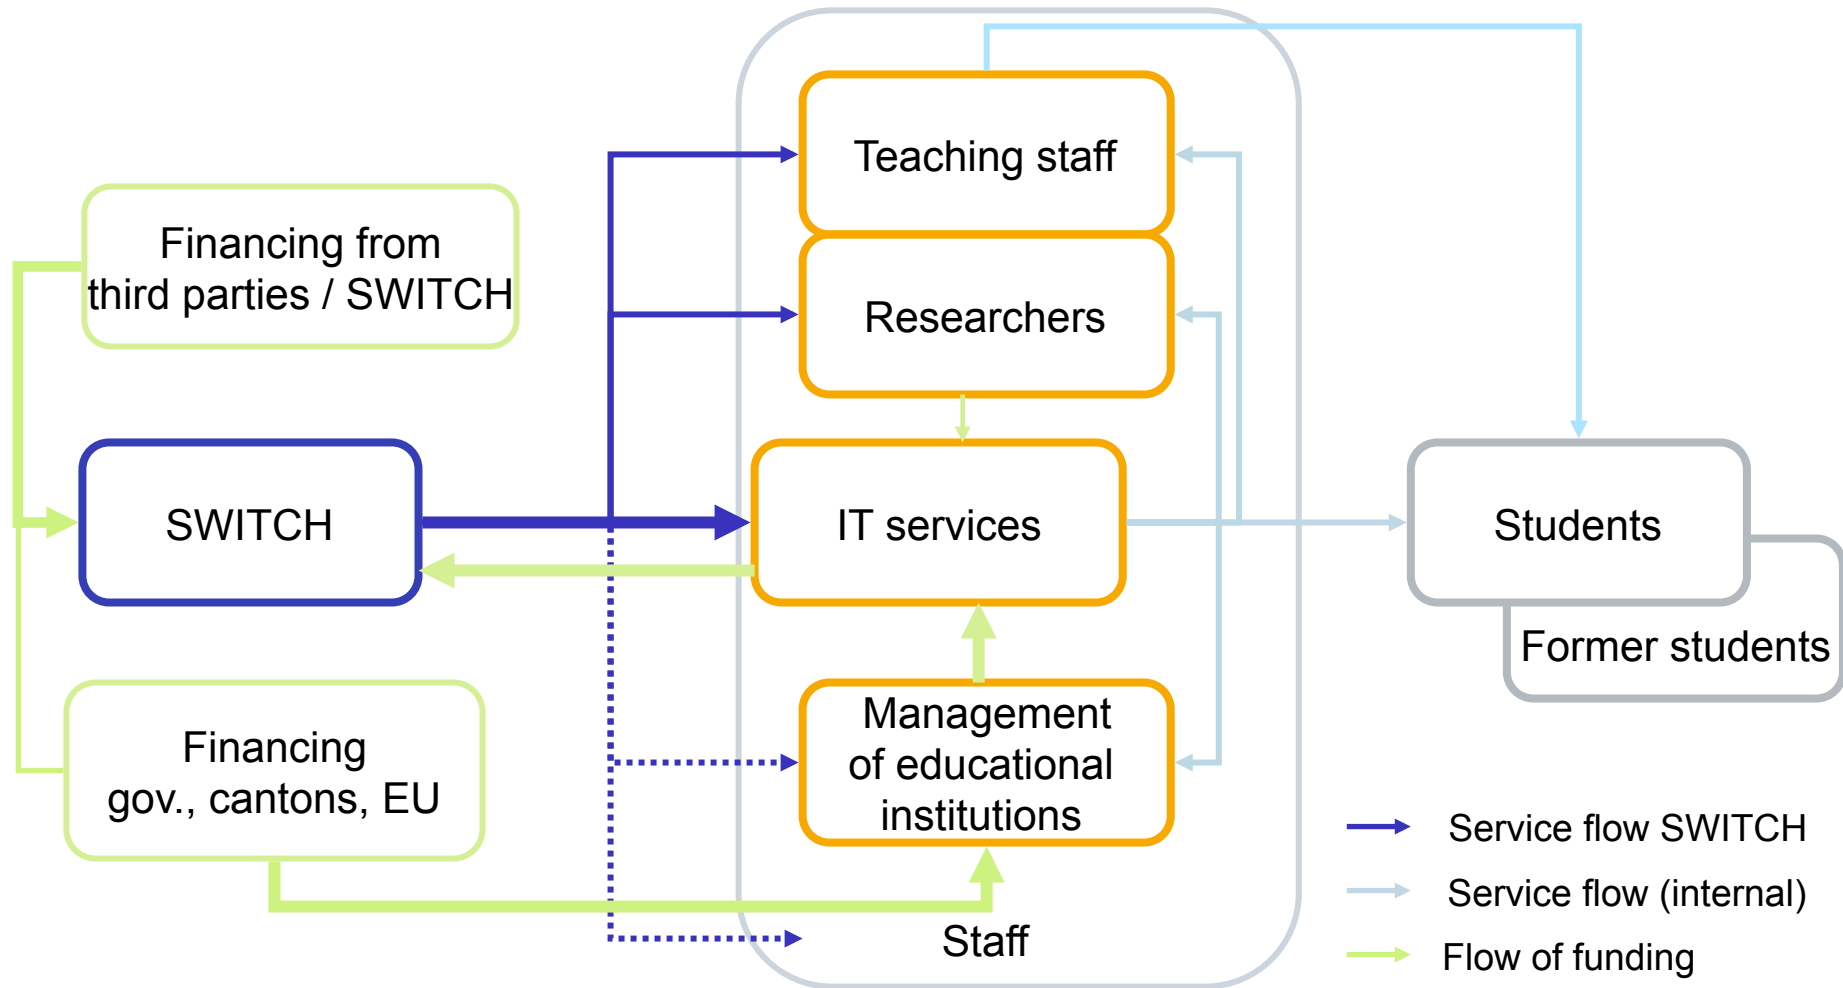 Teaching staff
Financing from
third parties / SWITCH
Researchers
SWITCH
IT services
Students
Former students
Financing
gov., cantons, EU
Management
of educational
institutions
Staff
Service flow SWITCH
Service flow (internal)
Flow of funding